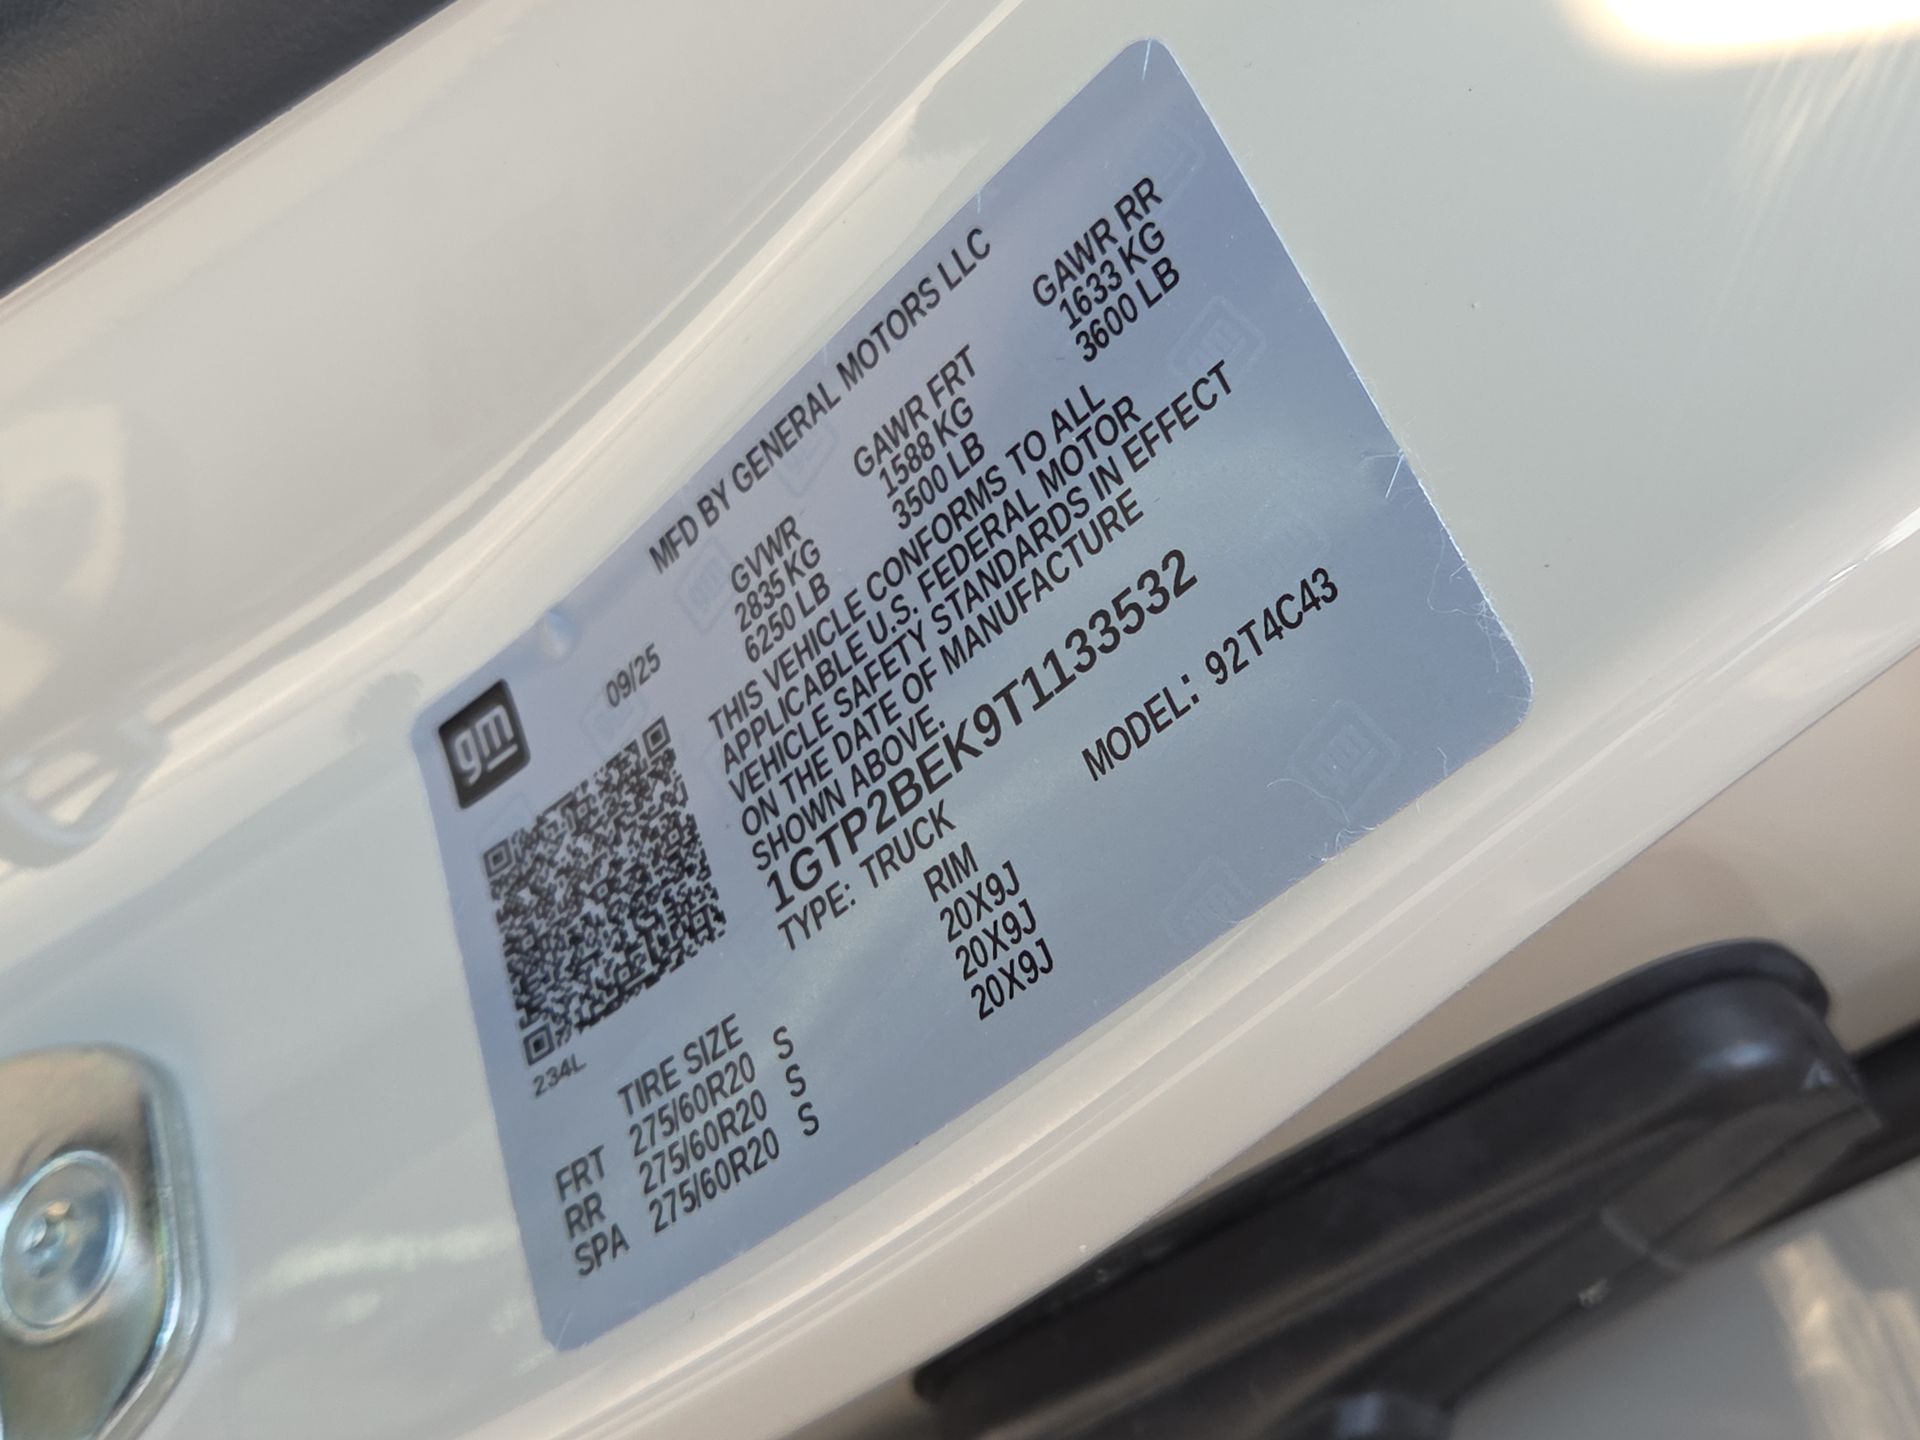 gm
09/25
MFD BY GENERAL MOTORS LLC
GVWR GAWR FRT GAWR RR
2835 KG 1588 KG 1633 KG
6250 LB 3500 LB 3600 LB
THIS VEHICLE CONFORMS TO ALL
APPLICABLE U.S. FEDERAL MOTOR
VEHICLE SAFETY STANDARDS IN EFFECT
ON THE DATE OF MANUFACTURE
SHOWN ABOVE.
1GTP2BEK9T1133532
TYPE: TRUCK MODEL: 92T4C43
234L
TIRE SIZE RIM
FRT 275/60R20 S 20X9J
RR 275/60R20 S 20X9J
SPA 275/60R20 S 20X9J